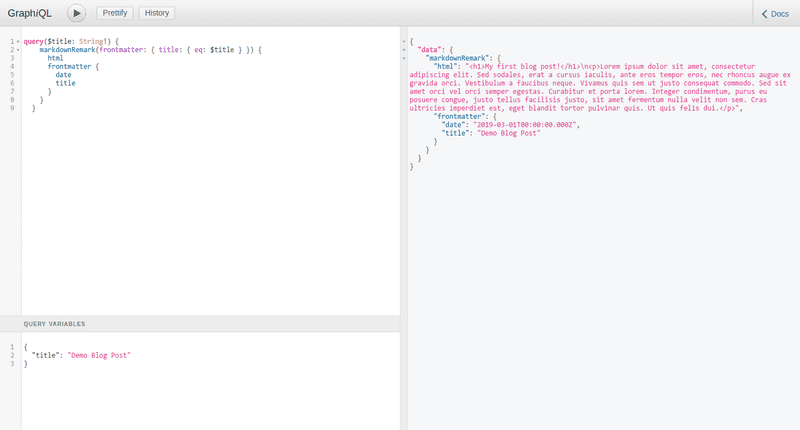 GraphiQL
Prettify
History
Docs
1 query($title: String!) {
2 markdownRemark(frontmatter: { title: { eq: $title } }) {
3 html
4 frontmatter {
5 date
6 title
7 }
8 }
9 }
QUERY VARIABLES
1 {
2 "title": "Demo Blog Post"
3 }
{
"data": {
"markdownRemark": {
"html": "<h1>My first blog post!</h1>\n<p>Lorem ipsum dolor sit amet, consectetur
adipiscing elit. Sed sodales, erat a cursus iaculis, ante eros tempor eros, nec rhoncus augue ex
gravida orci. Vestibulum a faucibus neque. Vivamus quis sem ut justo consequat commodo. Sed sit
amet orci vel orci semper egestas. Curabitur et porta lorem. Integer condimentum, purus eu
posuere congue, justo tellus facilisis justo, sit amet fermentum nulla velit non sem. Cras
ultricies imperdiet est, eget blandit tortor pulvinar quis. Ut quis felis dui.</p>",
"frontmatter": {
"date": "2019-03-01T00:00:00.000Z",
"title": "Demo Blog Post"
}
}
}
}